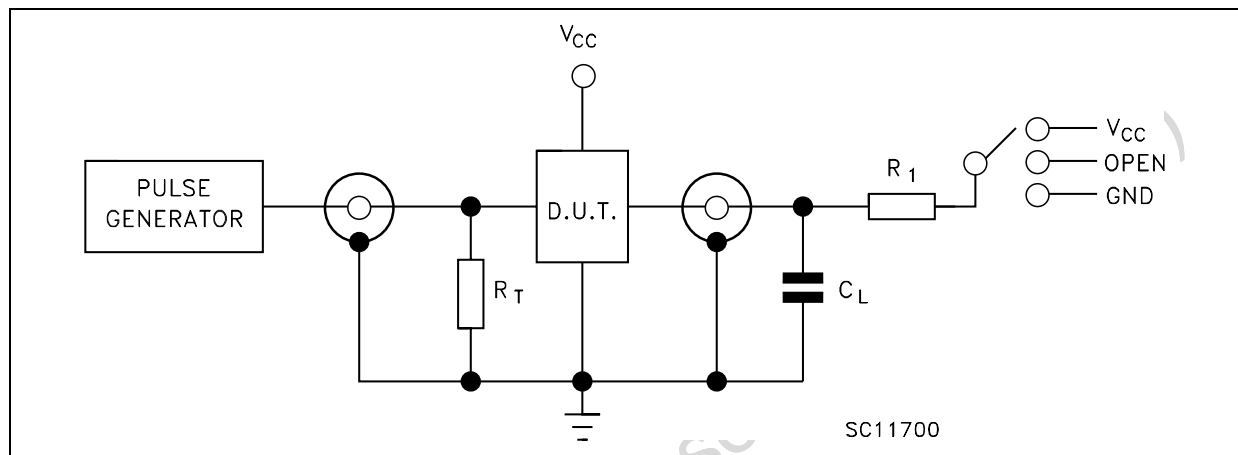 VCC
PULSE
GENERATOR
D.U.T.
RT
CL
R1
VCC
OPEN
GND
SC11700